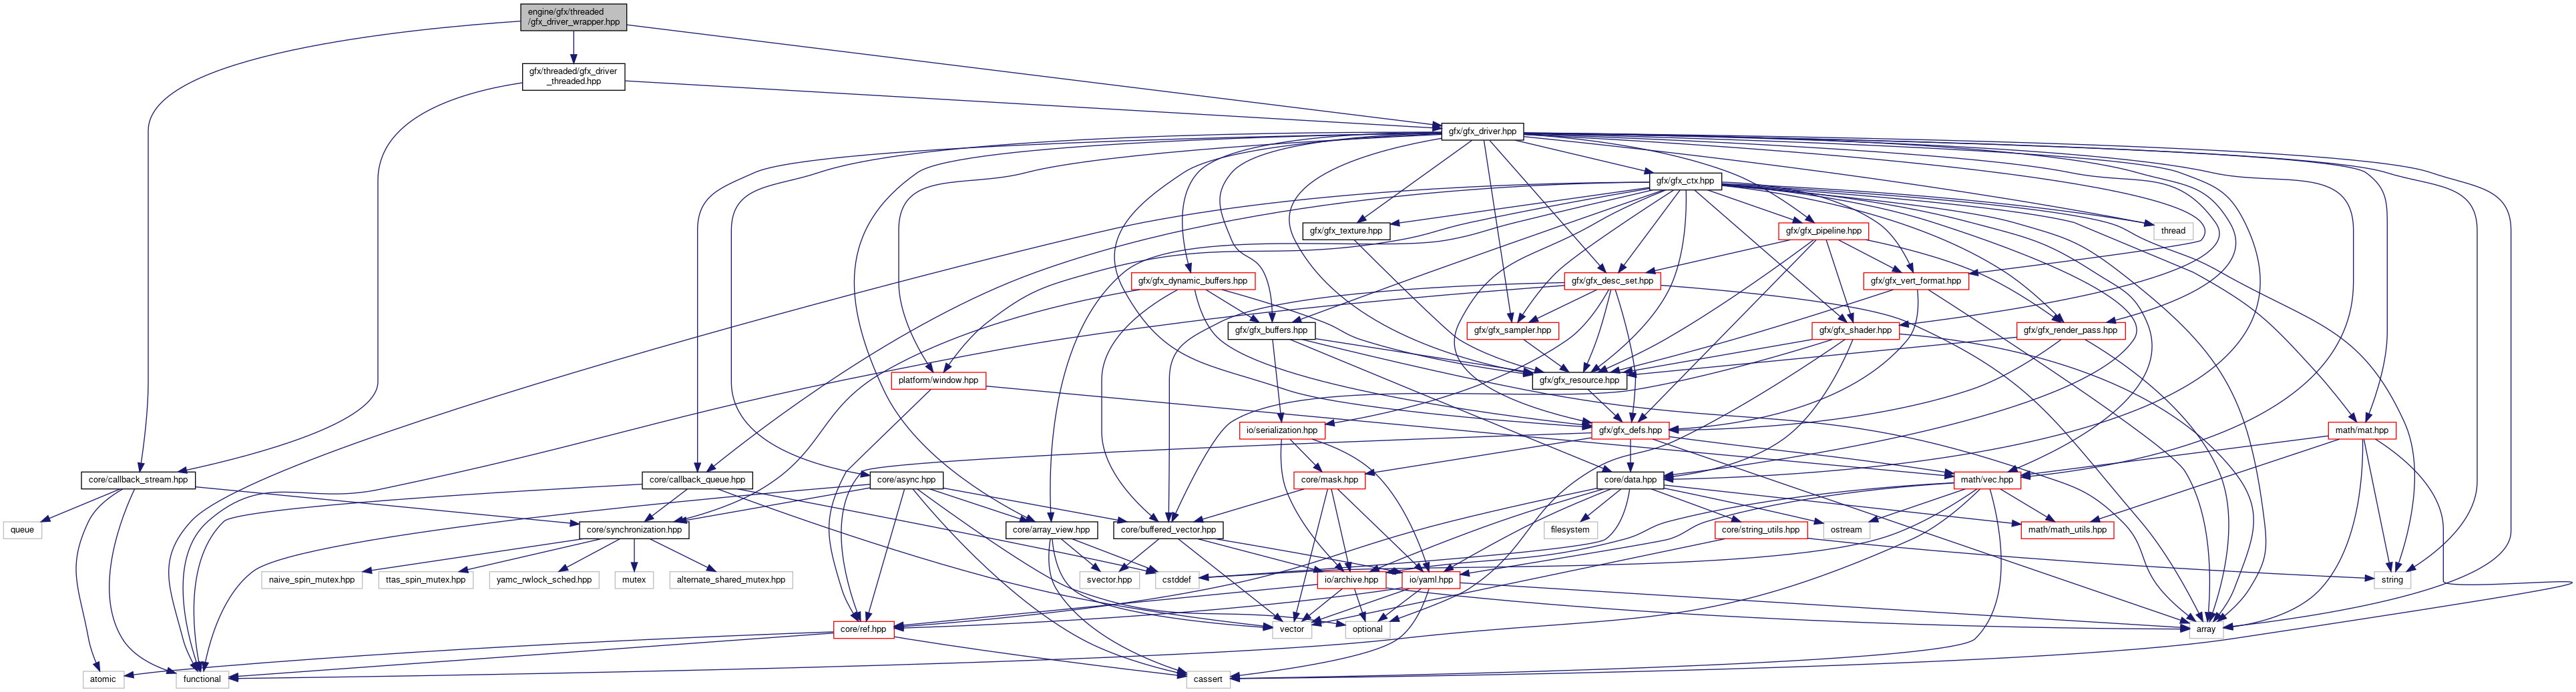 engine/gfx/threaded
/gfx_driver_wrapper.hpp
gfx/threaded/gfx_driver
_threaded.hpp
gfx/gfx_driver.hpp
gfx/gfx_ctx.hpp
gfx/gfx_texture.hpp
gfx/gfx_pipeline.hpp
thread
gfx/gfx_dynamic_buffers.hpp
gfx/gfx_desc_set.hpp
gfx/gfx_vert_format.hpp
gfx/gfx_buffers.hpp
gfx/gfx_sampler.hpp
gfx/gfx_shader.hpp
gfx/gfx_render_pass.hpp
platform/window.hpp
gfx/gfx_resource.hpp
io/serialization.hpp
gfx/gfx_defs.hpp
math/mat.hpp
core/callback_stream.hpp
core/callback_queue.hpp
core/async.hpp
core/mask.hpp
core/data.hpp
math/vec.hpp
queue
core/synchronization.hpp
core/array_view.hpp
core/buffered_vector.hpp
filesystem
core/string_utils.hpp
ostream
math/math_utils.hpp
naive_spin_mutex.hpp
ttas_spin_mutex.hpp
yamc_rwlock_sched.hpp
mutex
alternate_shared_mutex.hpp
svector.hpp
cstddef
io/archive.hpp
io/yaml.hpp
string
core/ref.hpp
vector
optional
array
atomic
functional
cassert